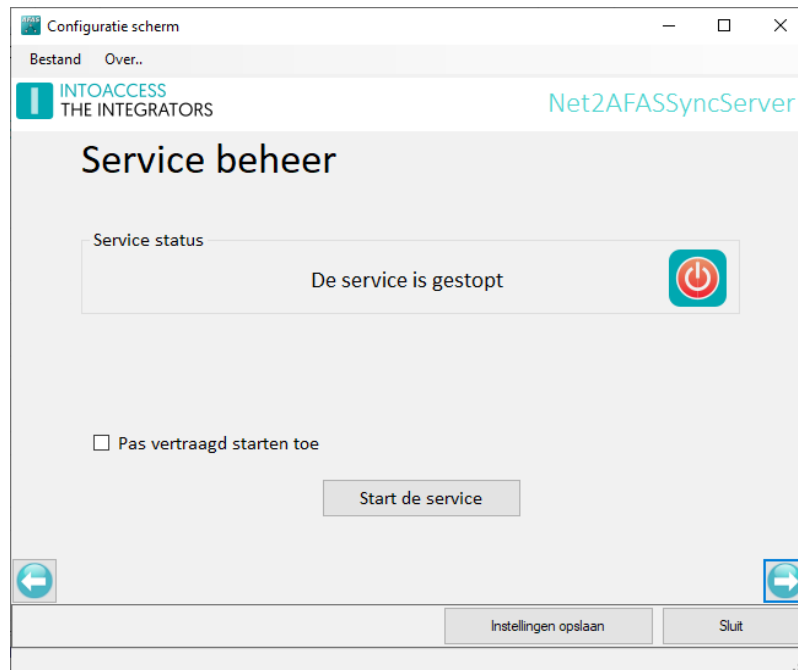 Configuratie scherm
Bestand Over..
INTOACCESS
THE INTEGRATORS
Net2AFASSyncServer
Service beheer
Service status
De service is gestopt
Pas vertraagd starten toe
Start de service
Instellingen opslaan Sluit